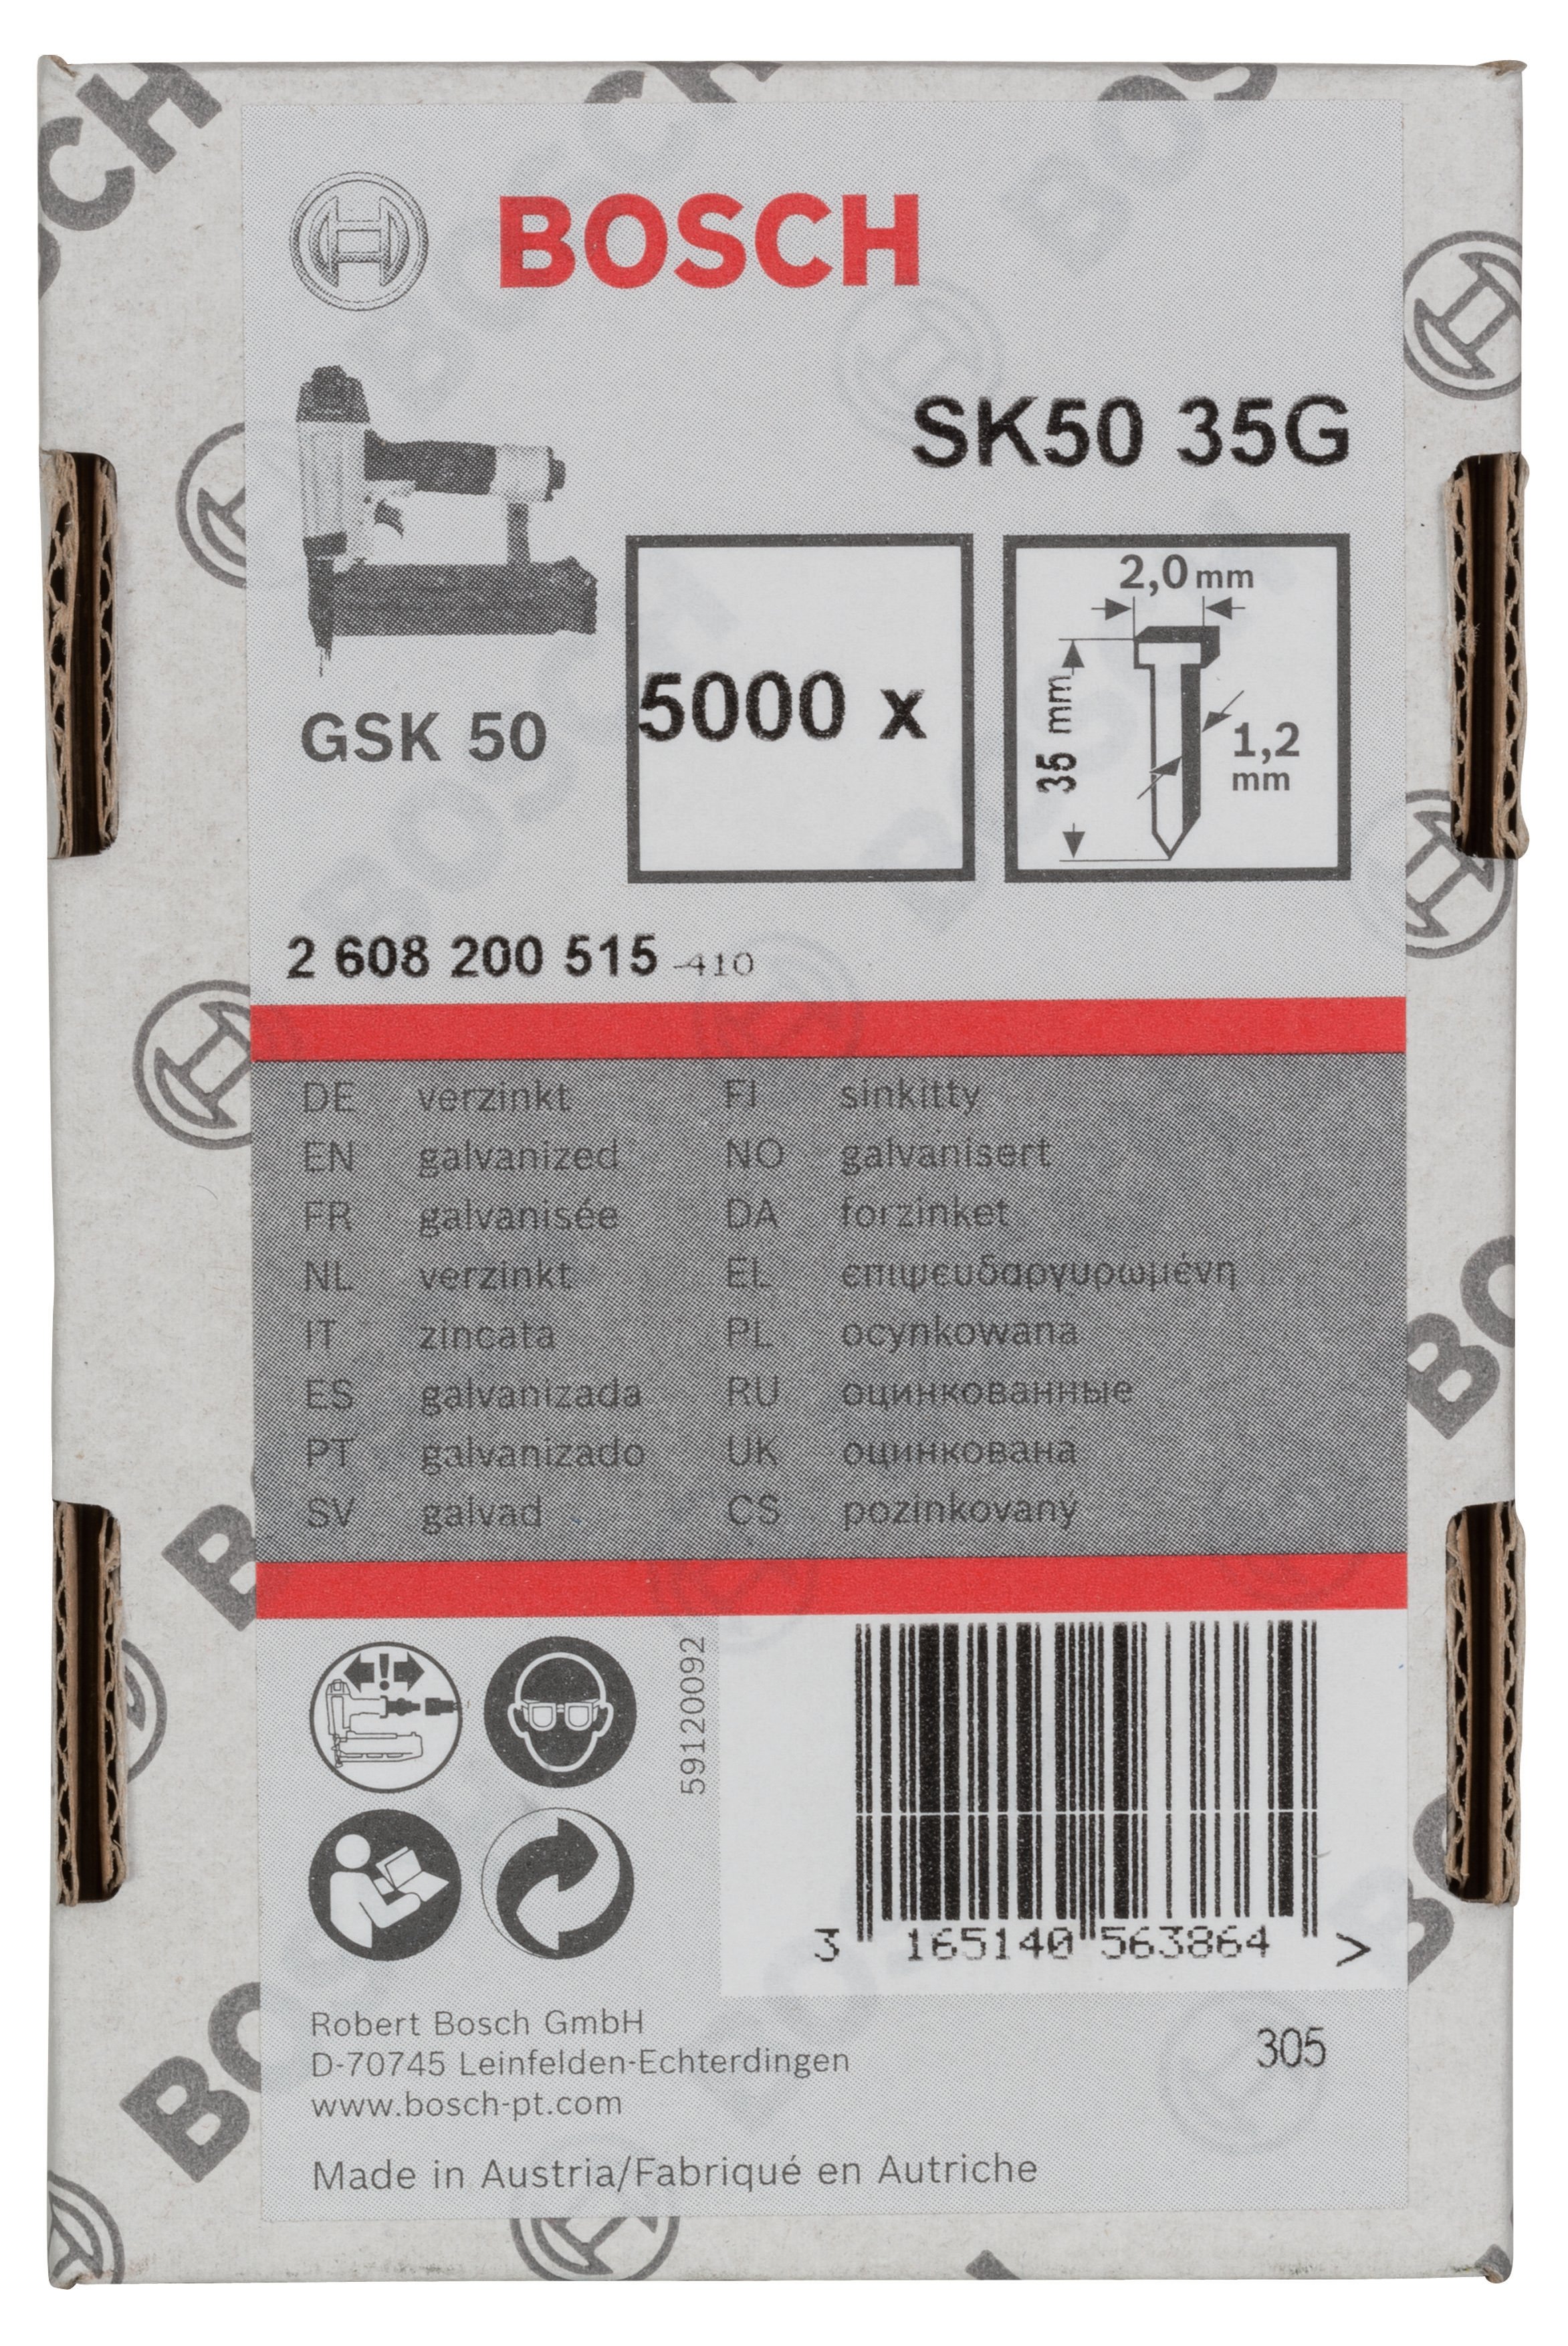 BOSCH
SK50 35G
GSK 50
5000 x
2,0 mm
35 mm
1,2 mm
2 608 200 515 -410
DE verzinkt FI sinkitty
EN galvanized NO galvanisert
FR galvanisée DA forzinket
NL verzinkt EL επιψευδαργυρωμένη
IT zincata PL ocynkowana
ES galvanizada RU оцинкованные
PT galvanizado UK оцинкована
SV galvad CS pozinkovaný
59120092
3 165140 563864 >
Robert Bosch GmbH
D-70745 Leinfelden-Echterdingen
www.bosch-pt.com
305
Made in Austria/Fabriqué en Autriche